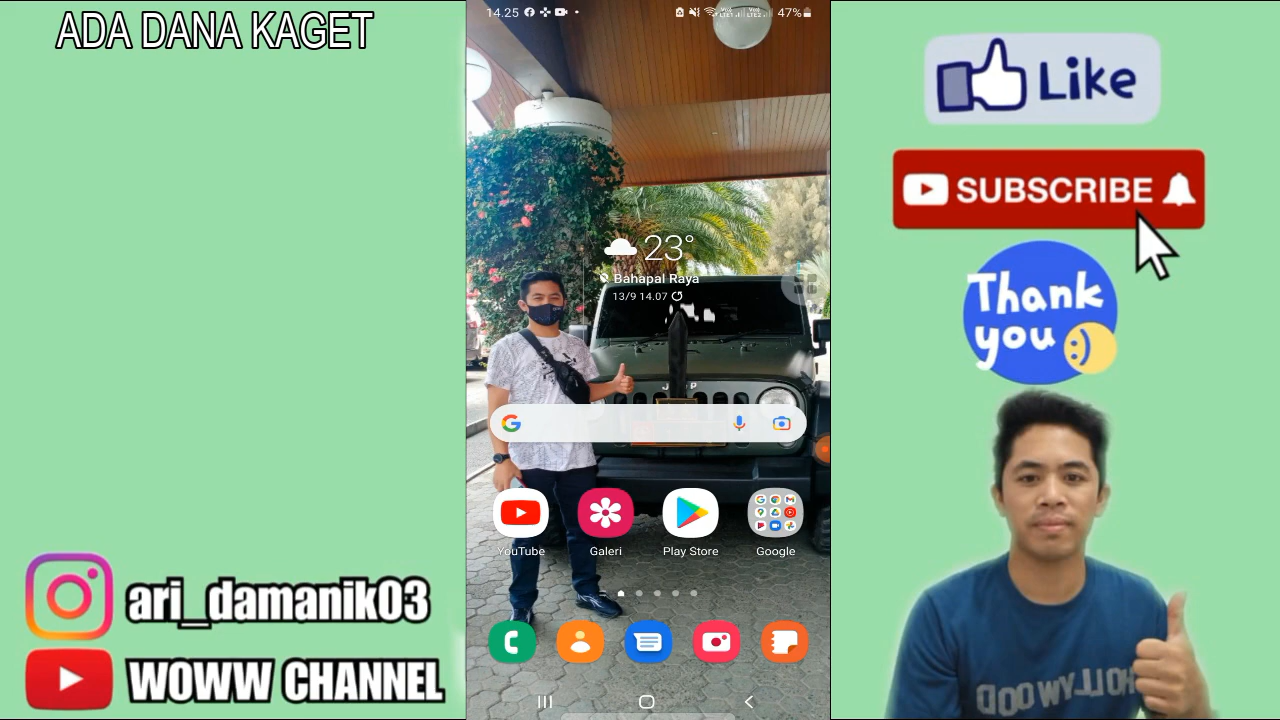 ADA DANA KAGET
14.25
47%
23°
Bahapal Raya
13/9 14.07
YouTube
Galeri
Play Store
Google
ari_damanik03
WOWW CHANNEL
Like
SUBSCRIBE
Thank
you
HOLLYWOOD